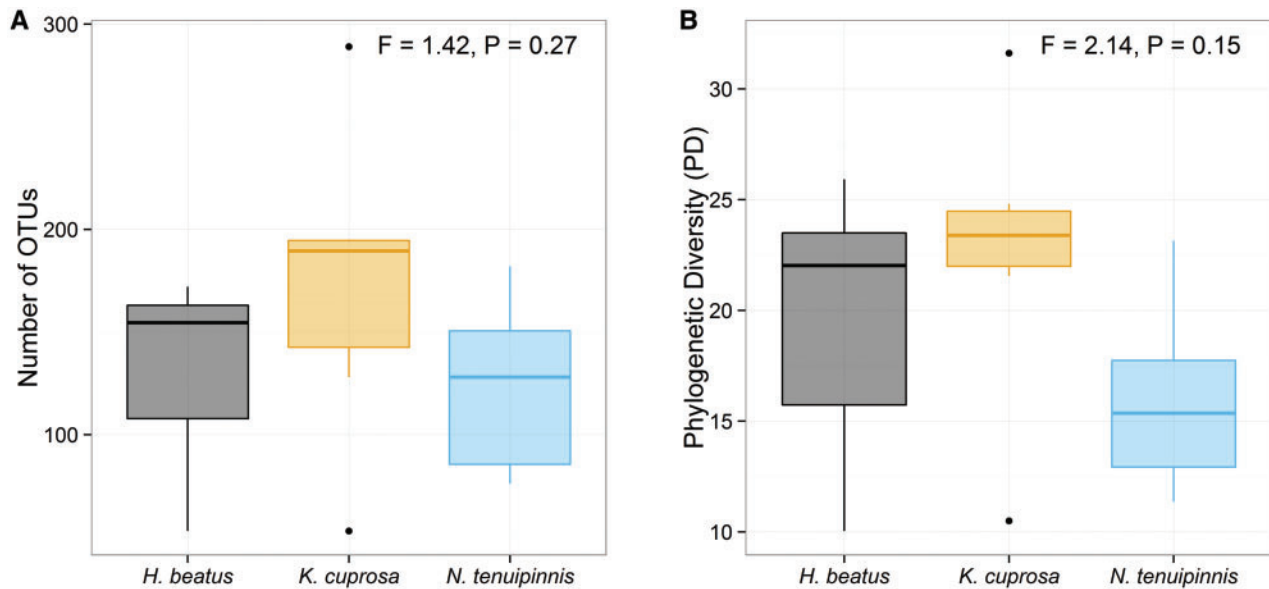 A
F = 1.42, P = 0.27
Number of OTUs
300
200
100
H. beatus
K. cuprosa
N. tenuipinnis
B
F = 2.14, P = 0.15
Phylogenetic Diversity (PD)
30
25
20
15
10
H. beatus
K. cuprosa
N. tenuipinnis